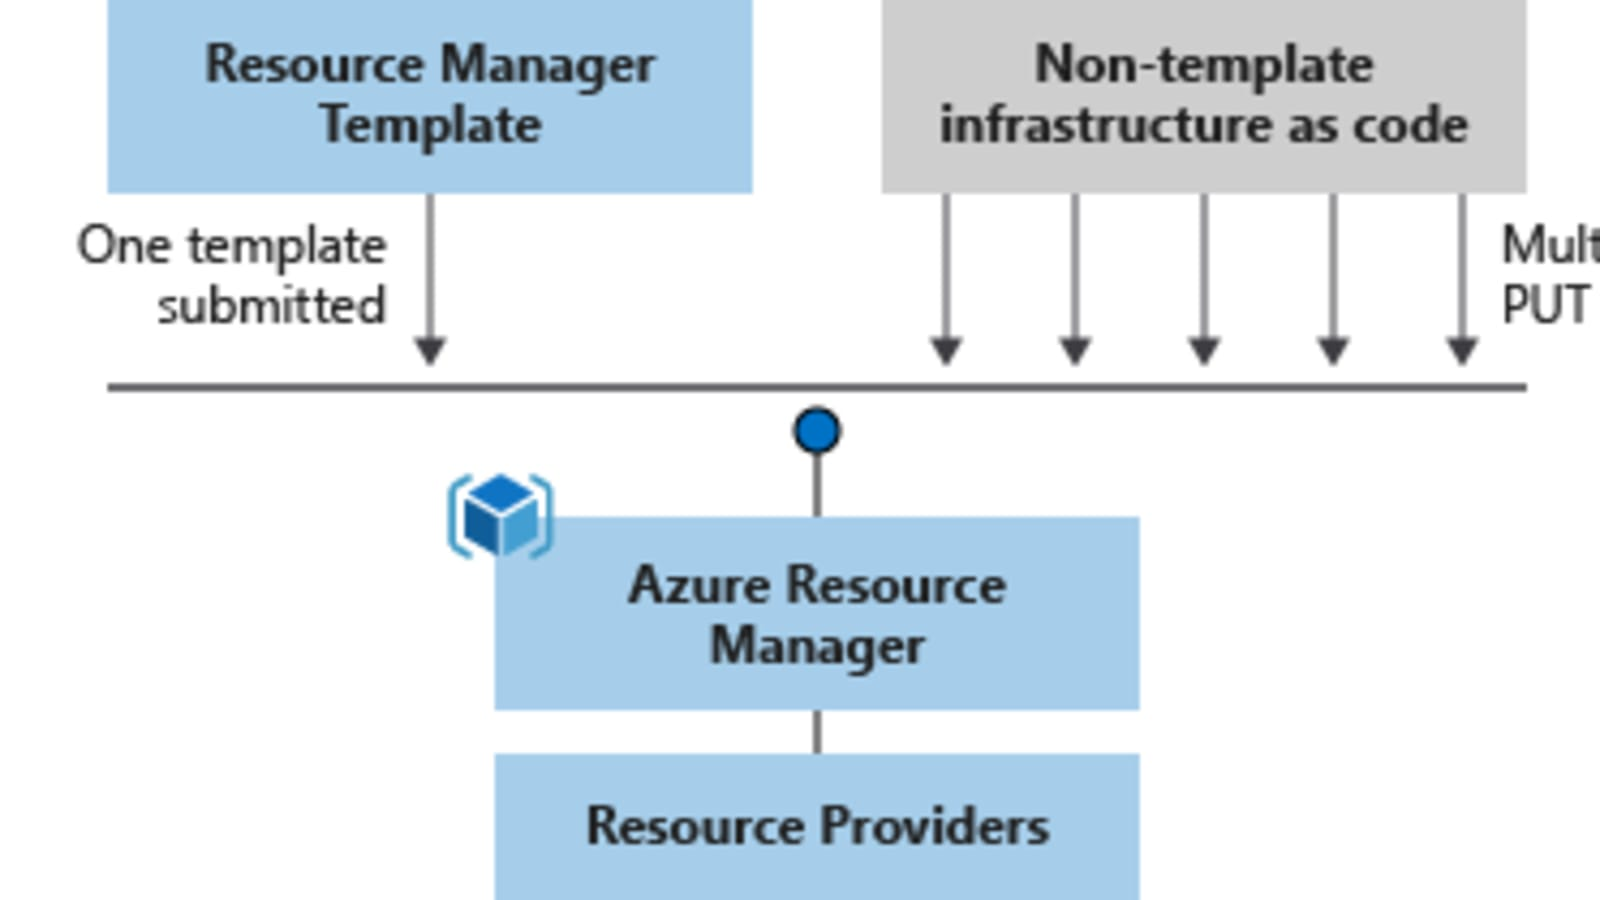 Resource Manager
Template
Non-template
infrastructure as code
One template
submitted
PUT
Azure Resource
Manager
Resource Providers